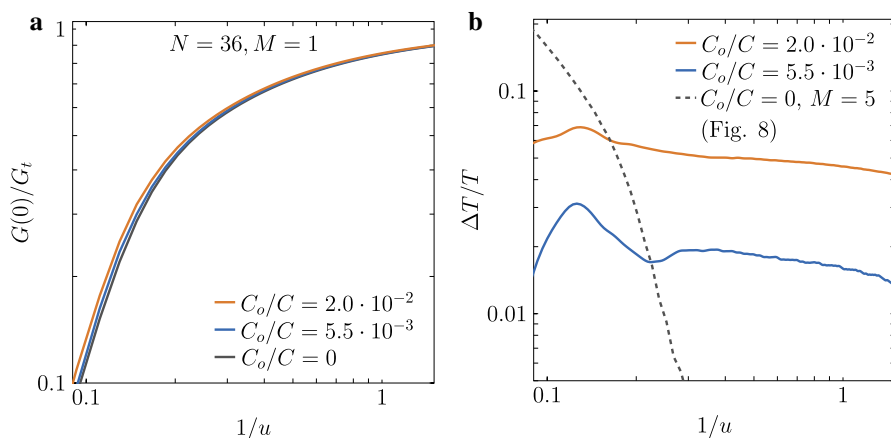 a
1
N = 36, M = 1
G(0)/G_t
C_o/C = 2.0 · 10⁻²
C_o/C = 5.5 · 10⁻³
C_o/C = 0
0.1
0.1
1
1/u
b
C_o/C = 2.0 · 10⁻²
C_o/C = 5.5 · 10⁻³
C_o/C = 0, M = 5
(Fig. 8)
0.1
ΔT/T
0.01
0.1
1
1/u